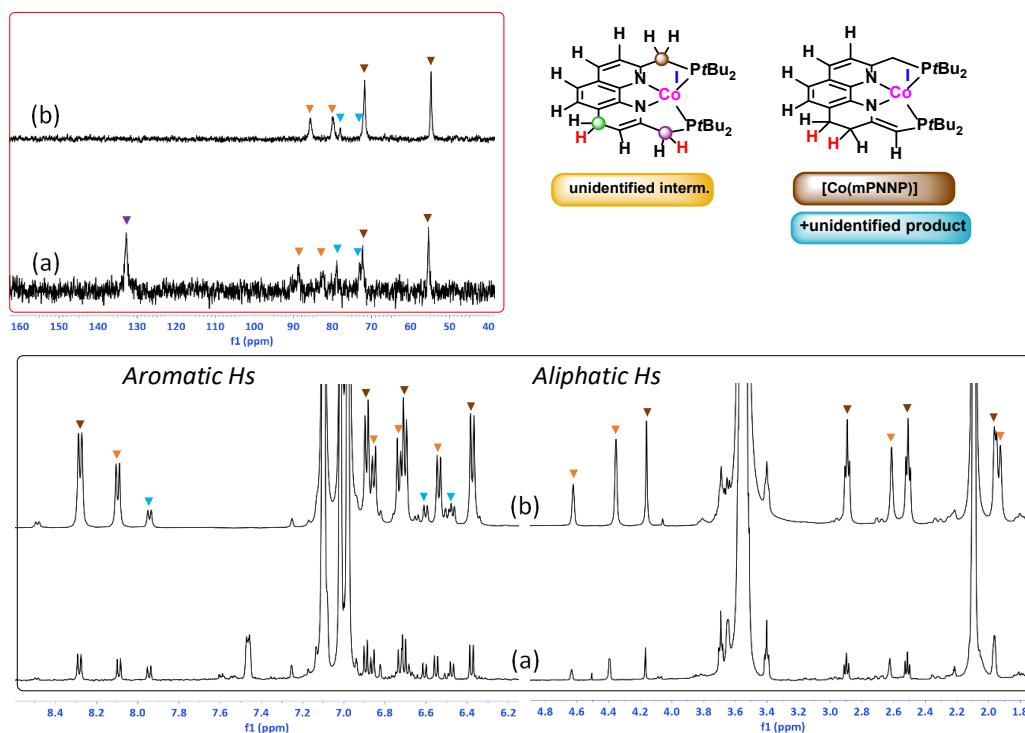 (b)
(a)
160 150 140 130 120 110 100 90 80 70 60 50 40
f1 (ppm)
H H
H H
N I PtBu₂
Co
N
PtBu₂
H
H H H H
unidentified interm.
H
N I PtBu₂
Co
N
PtBu₂
H
H H H
[Co(mPNNP)]
+unidentified product
Aromatic Hs Aliphatic Hs
(b)
(a)
8.4 8.2 8.0 7.8 7.6 7.4 7.2 7.0 6.8 6.6 6.4 6.2
f1 (ppm)
4.8 4.6 4.4 4.2 4.0 3.8 3.6 3.4 3.2 3.0 2.8 2.6 2.4 2.2 2.0 1.8
f1 (ppm)